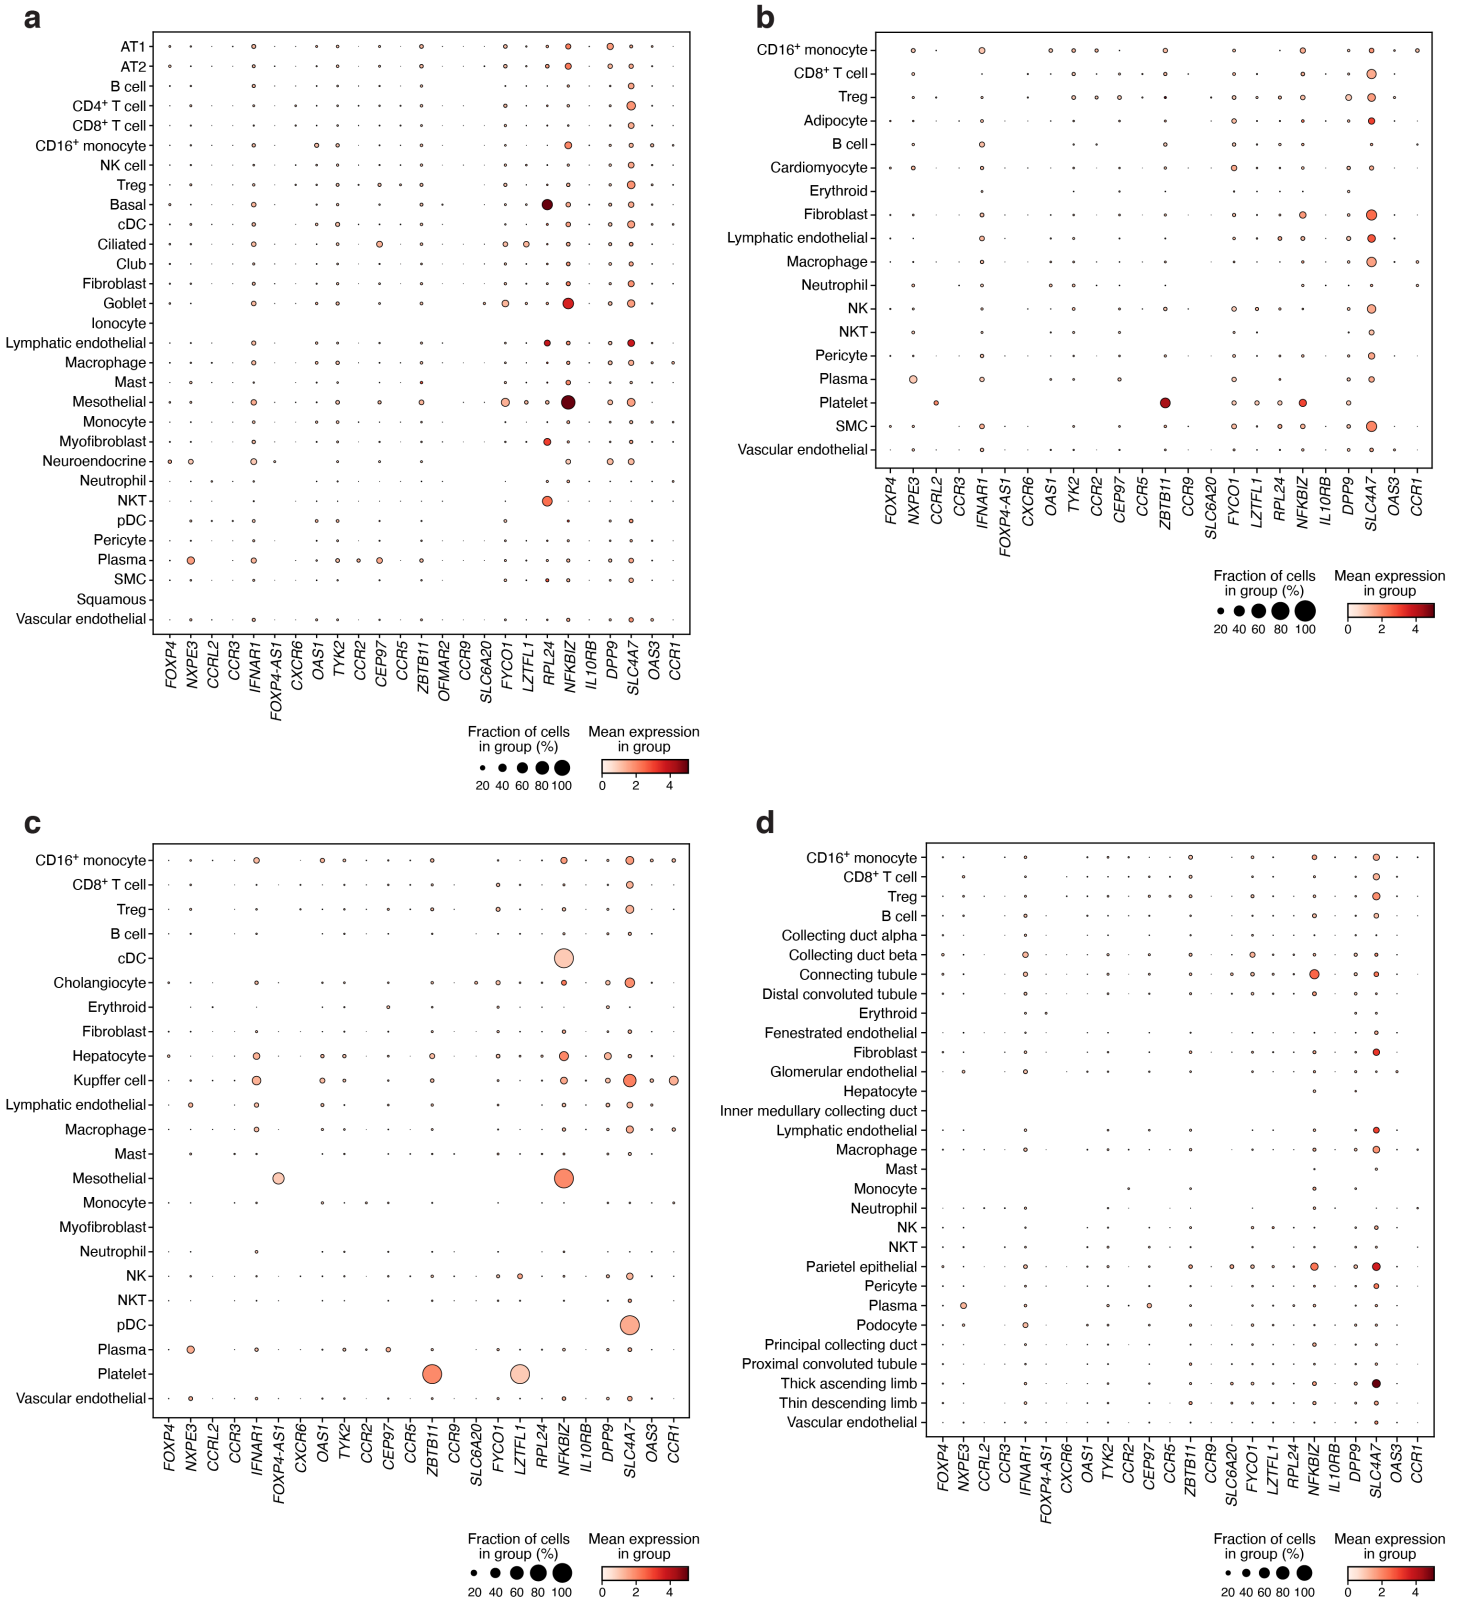 a
AT1
AT2
B cell
CD4+ T cell
CD8+ T cell
CD16+ monocyte
NK cell
Treg
Basal
cDC
Ciliated
Club
Fibroblast
Goblet
Ionocyte
Lymphatic endothelial
Macrophage
Mast
Mesothelial
Monocyte
Myofibroblast
Neuroendocrine
Neutrophil
NKT
pDC
Pericyte
Plasma
SMC
Squamous
Vascular endothelial
FOXP4
NXPE3
CCRL2
CCR3
IFNAR1
FOXP4-AS1
CXCR6
OAS1
TYK2
CCR2
CEP97
CCR5
ZBTB11
OFMAR2
CCR9
SLC6A20
FYCO1
LZTFL1
RPL24
NFKBIZ
IL10RB
DPP9
SLC4A7
OAS3
CCR1
Fraction of cells
in group (%)
20 40 60 80 100
Mean expression
in group
0 2 4
b
CD16+ monocyte
CD8+ T cell
Treg
Adipocyte
B cell
Cardiomyocyte
Erythroid
Fibroblast
Lymphatic endothelial
Macrophage
Neutrophil
NK
NKT
Pericyte
Plasma
Platelet
SMC
Vascular endothelial
FOXP4
NXPE3
CCRL2
CCR3
IFNAR1
FOXP4-AS1
CXCR6
OAS1
TYK2
CCR2
CEP97
CCR5
ZBTB11
CCR9
SLC6A20
FYCO1
LZTFL1
RPL24
NFKBIZ
IL10RB
DPP9
SLC4A7
OAS3
CCR1
Fraction of cells
in group (%)
20 40 60 80 100
Mean expression
in group
0 2 4
c
CD16+ monocyte
CD8+ T cell
Treg
B cell
cDC
Cholangiocyte
Erythroid
Fibroblast
Hepatocyte
Kupffer cell
Lymphatic endothelial
Macrophage
Mast
Mesothelial
Monocyte
Myofibroblast
Neutrophil
NK
NKT
pDC
Plasma
Platelet
Vascular endothelial
FOXP4
NXPE3
CCRL2
CCR3
IFNAR1
FOXP4-AS1
CXCR6
OAS1
TYK2
CCR2
CEP97
CCR5
ZBTB11
CCR9
SLC6A20
FYCO1
LZTFL1
RPL24
NFKBIZ
IL10RB
DPP9
SLC4A7
OAS3
CCR1
Fraction of cells
in group (%)
20 40 60 80 100
Mean expression
in group
0 2 4
d
CD16+ monocyte
CD8+ T cell
Treg
B cell
Collecting duct alpha
Collecting duct beta
Connecting tubule
Distal convoluted tubule
Erythroid
Fenestrated endothelial
Fibroblast
Glomerular endothelial
Hepatocyte
Inner medullary collecting duct
Lymphatic endothelial
Macrophage
Mast
Monocyte
Neutrophil
NK
NKT
Parietel epithelial
Pericyte
Plasma
Podocyte
Principal collecting duct
Proximal convoluted tubule
Thick ascending limb
Thin descending limb
Vascular endothelial
FOXP4
NXPE3
CCRL2
CCR3
IFNAR1
FOXP4-AS1
CXCR6
OAS1
TYK2
CCR2
CEP97
CCR5
ZBTB11
CCR9
SLC6A20
FYCO1
LZTFL1
RPL24
NFKBIZ
IL10RB
DPP9
SLC4A7
OAS3
CCR1
Fraction of cells
in group (%)
20 40 60 80 100
Mean expression
in group
0 2 4